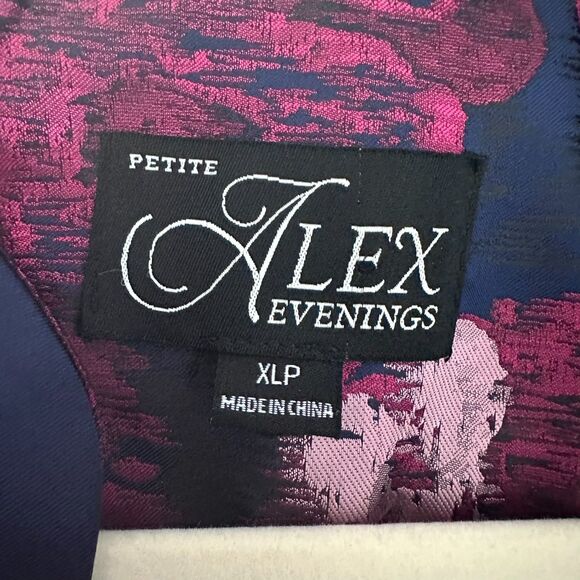 PETITE
ALEX
EVENINGS
XLP
MADE IN CHINA